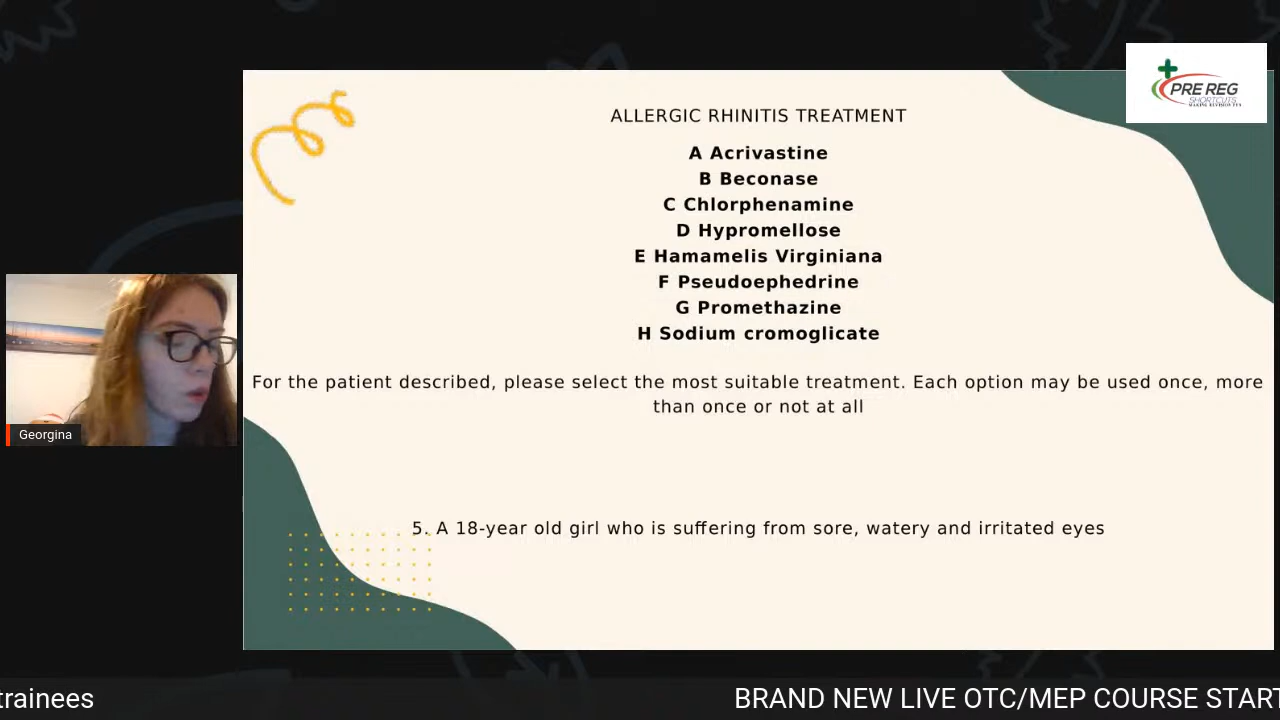 PRE REG
SHORTCUTS
ALLERGIC RHINITIS TREATMENT
A Acrivastine
B Beconase
C Chlorphenamine
D Hypromellose
E Hamamelis Virginiana
F Pseudoephedrine
G Promethazine
H Sodium cromoglicate
For the patient described, please select the most suitable treatment. Each option may be used once, more
than once or not at all
Georgina
5. A 18-year old girl who is suffering from sore, watery and irritated eyes
trainees
BRAND NEW LIVE OTC/MEP COURSE START